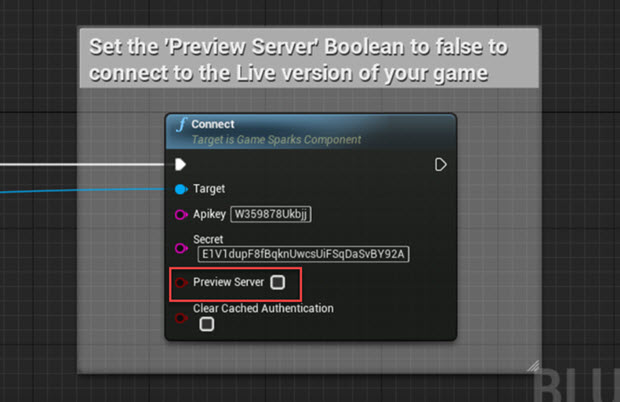 Set the 'Preview Server' Boolean to false to
connect to the Live version of your game
f Connect
Target is Game Sparks Component
Target
Apikey W359878Ukbjj
Secret
E1V1dupF8fBqknUwcsUiFSqDaSvBY92A
Preview Server
Clear Cached Authentication
BLU